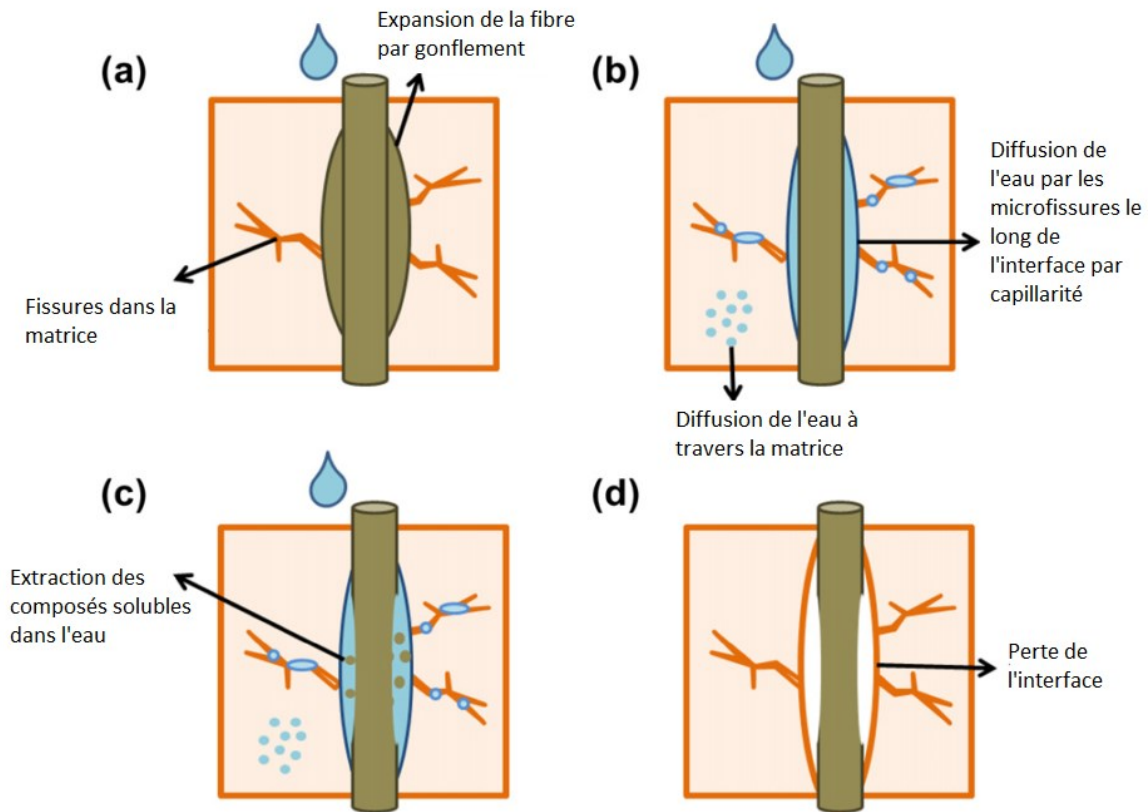 (a)
Expansion de la fibre
par gonflement
Fissures dans la
matrice
(b)
Diffusion de
l'eau par les
microfissures le
long de
l'interface par
capillarité
Diffusion de l'eau à
travers la matrice
(c)
Extraction des
composés solubles
dans l'eau
(d)
Perte de
l'interface